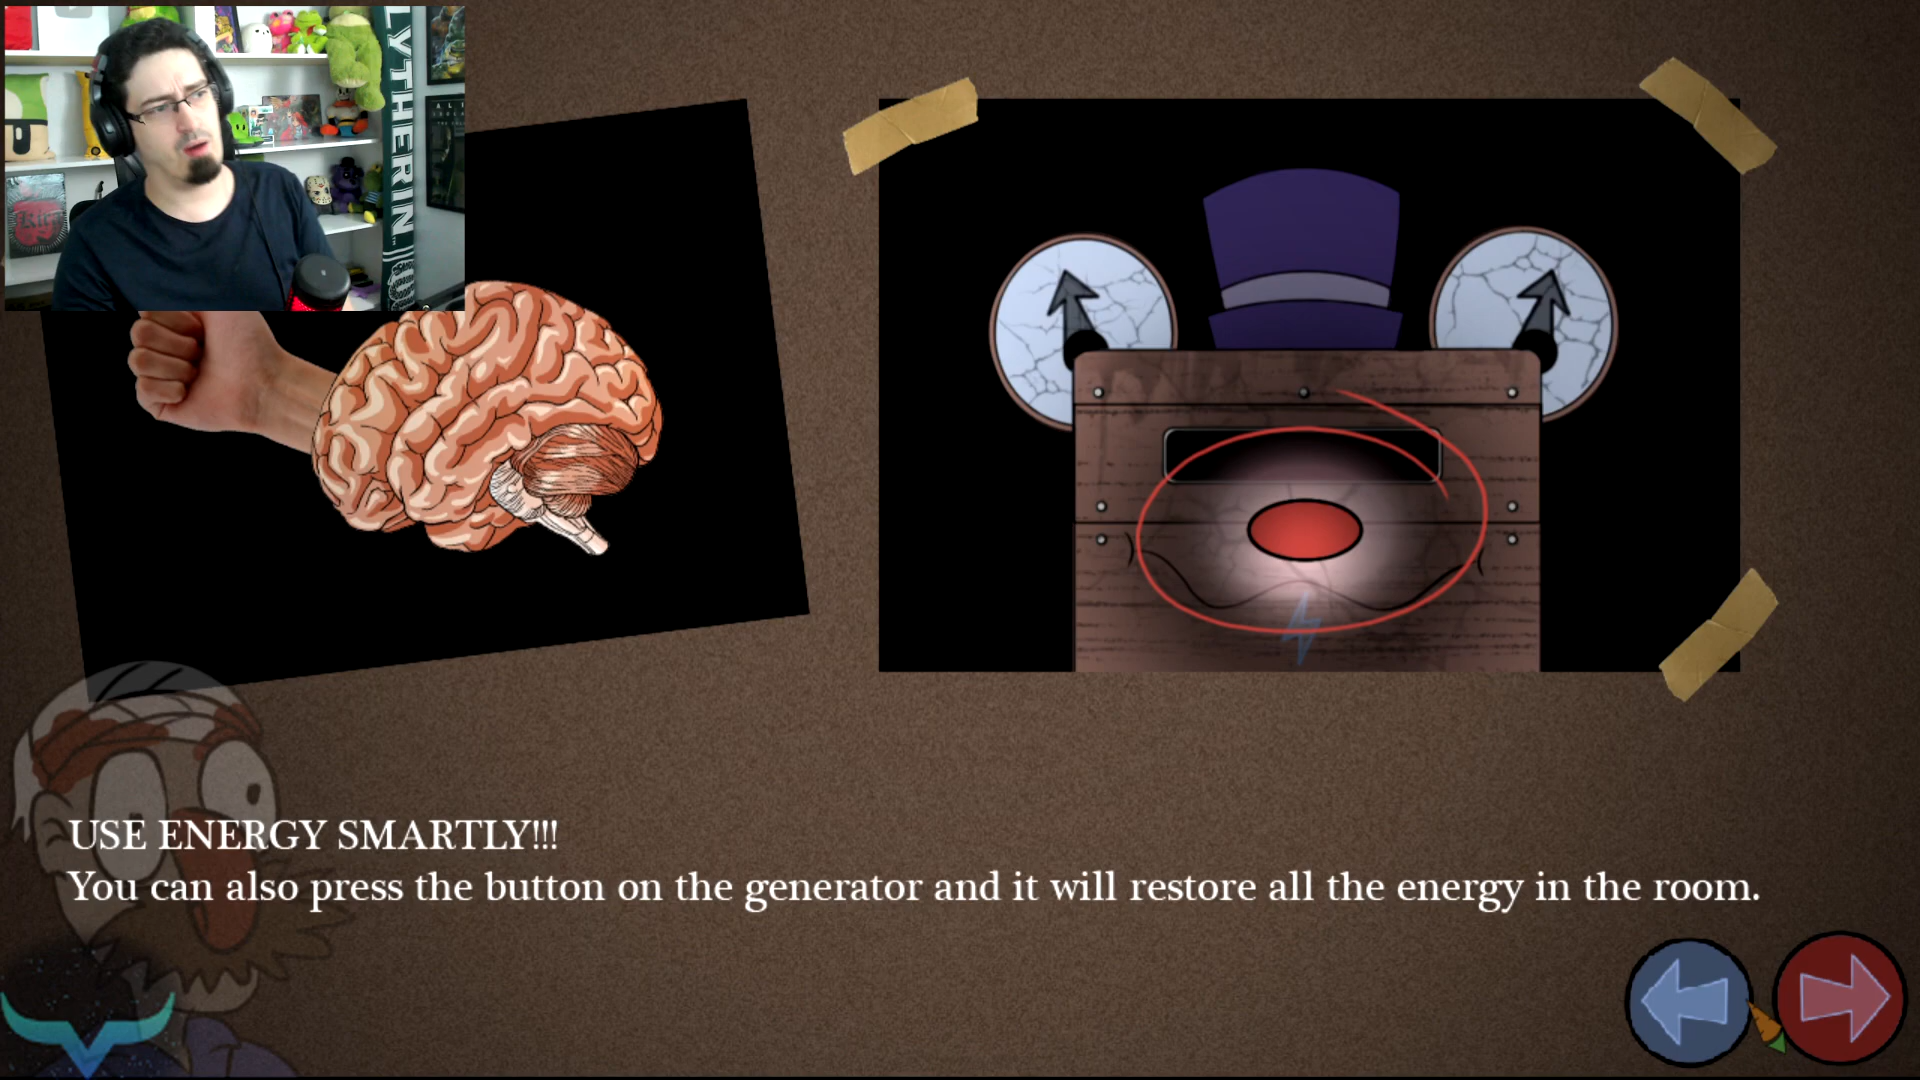 LYTHERIN
USE ENERGY SMARTLY!!!
You can also press the button on the generator and it will restore all the energy in the room.